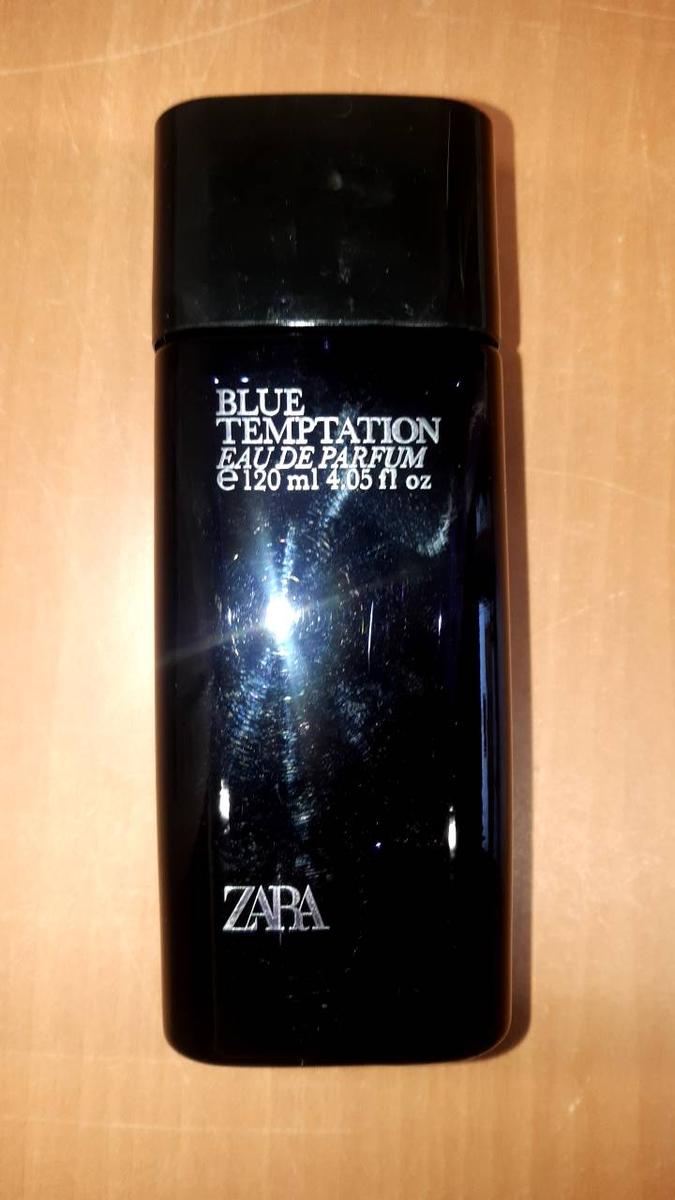 BLUE
TEMPTATION
EAU DE PARFUM
℮ 120 ml 4.05 fl oz
ZARA